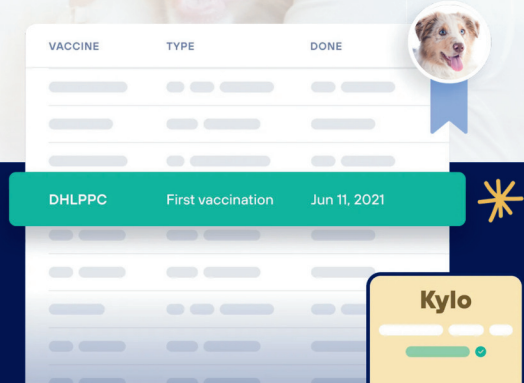 VACCINE TYPE DONE
DHLPPC First vaccination Jun 11, 2021
Kylo